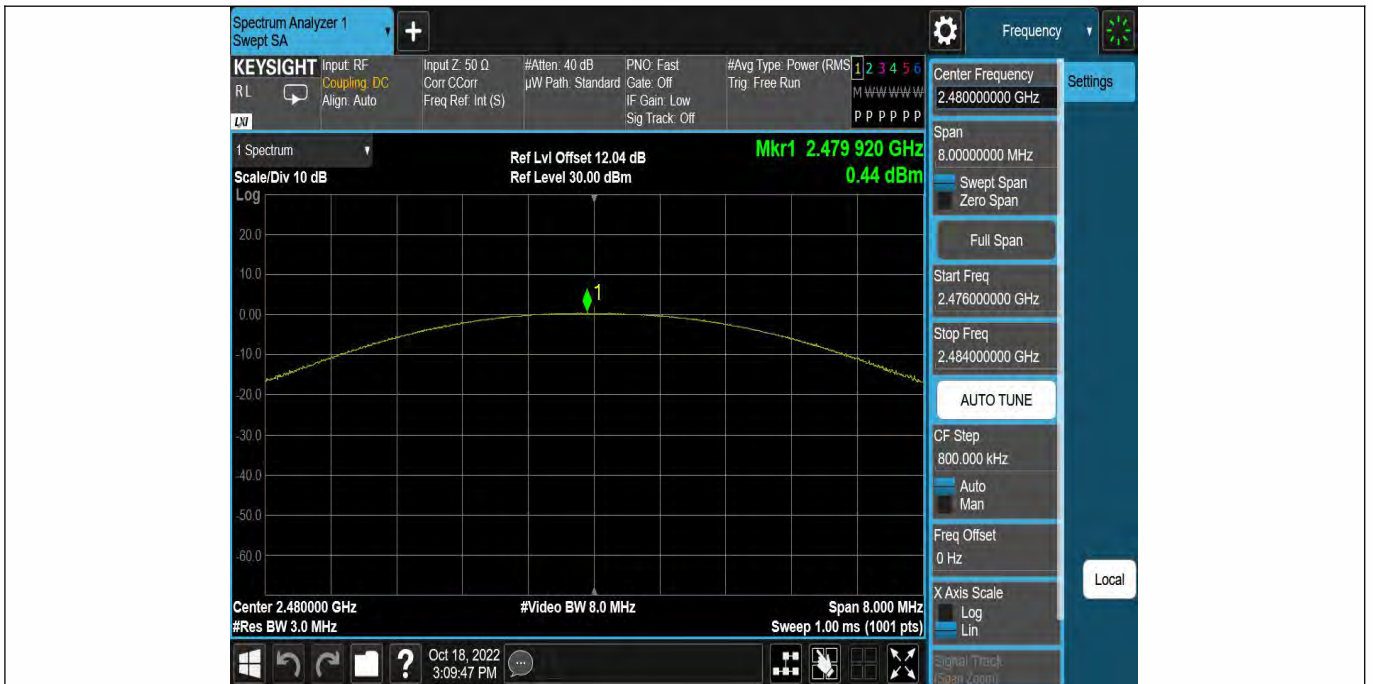 Spectrum Analyzer 1
Swept SA
+
Frequency
KEYSIGHT
RL
LXI
Input: RF
Coupling: DC
Align: Auto
Input Z: 50 Ω
Corr CCorr
Freq Ref: Int (S)
#Atten: 40 dB
µW Path: Standard
PNO: Fast
Gate: Off
IF Gain: Low
Sig Track: Off
#Avg Type: Power (RMS
Trig: Free Run
1 2 3 4 5 6
M W W W W W
P P P P P P
1 Spectrum
Scale/Div 10 dB
Log
Ref Lvl Offset 12.04 dB
Ref Level 30.00 dBm
Mkr1 2.479 920 GHz
0.44 dBm
20.0
10.0
0.00
-10.0
-20.0
-30.0
-40.0
-50.0
-60.0
1
Center 2.480000 GHz
#Res BW 3.0 MHz
#Video BW 8.0 MHz
Span 8.000 MHz
Sweep 1.00 ms (1001 pts)
?
Oct 18, 2022
3:09:47 PM
Center Frequency
2.480000000 GHz
Span
8.00000000 MHz
Swept Span
Zero Span
Full Span
Start Freq
2.476000000 GHz
Stop Freq
2.484000000 GHz
AUTO TUNE
CF Step
800.000 kHz
Auto
Man
Freq Offset
0 Hz
X Axis Scale
Log
Lin
Signal Track
(Span Zoom)
Settings
Local